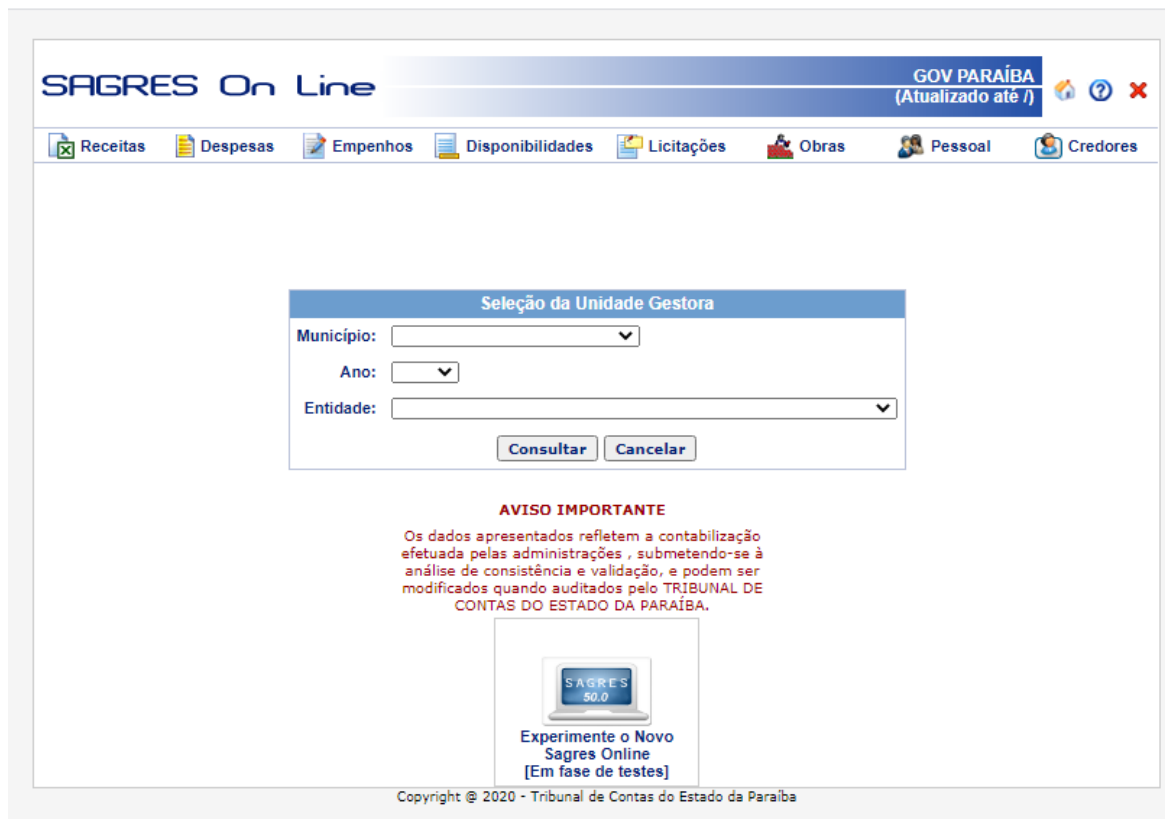 SAGRES On Line
GOV PARAÍBA
(Atualizado até /)
Receitas Despesas Empenhos Disponibilidades Licitações Obras Pessoal Credores
Seleção da Unidade Gestora
Município:
Ano:
Entidade:
Consultar Cancelar
AVISO IMPORTANTE
Os dados apresentados refletem a contabilização
efetuada pelas administrações , submetendo-se à
análise de consistência e validação, e podem ser
modificados quando auditados pelo TRIBUNAL DE
CONTAS DO ESTADO DA PARAÍBA.
SAGRES
50.0
Experimente o Novo
Sagres Online
[Em fase de testes]
Copyright @ 2020 - Tribunal de Contas do Estado da Paraíba